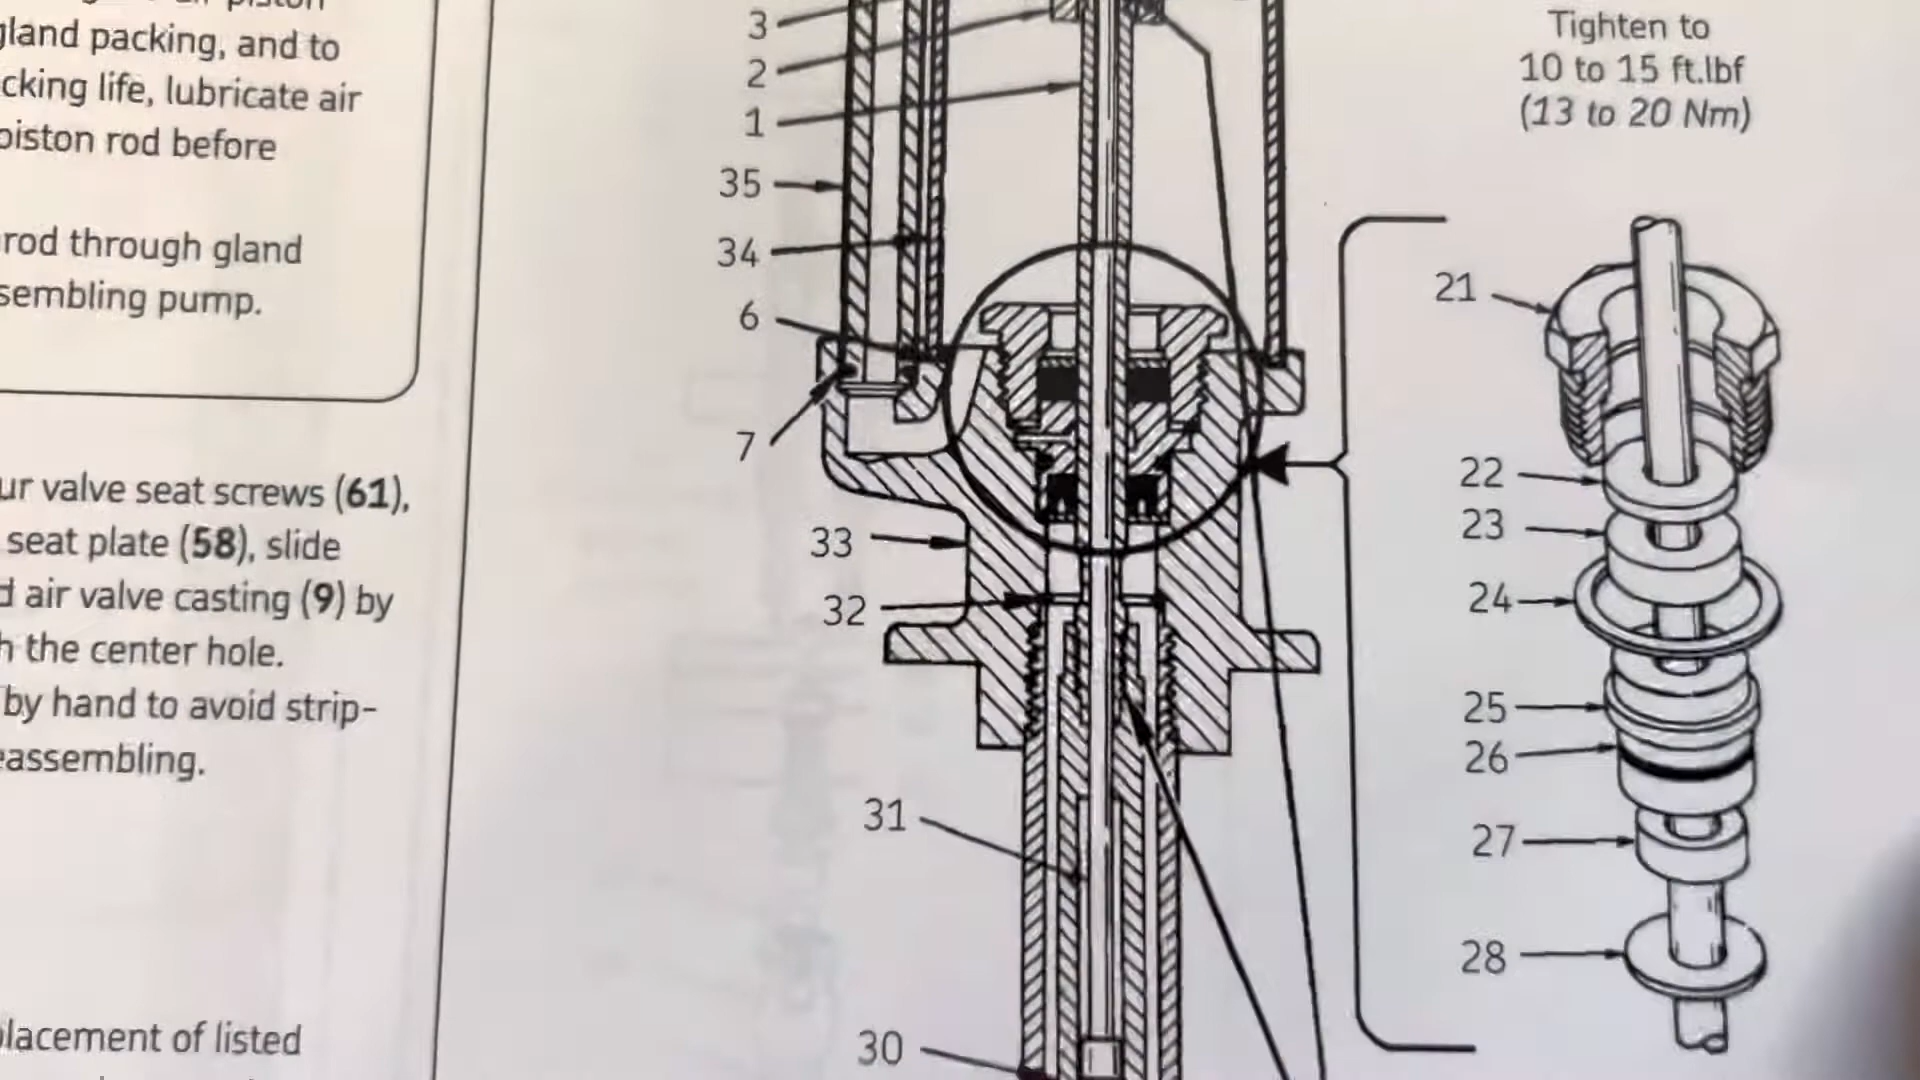 gland packing, and to
cking life, lubricate air
piston rod before
rod through gland
sembling pump.
ur valve seat screws (61),
seat plate (58), slide
d air valve casting (9) by
h the center hole.
by hand to avoid strip-
eassembling.
placement of listed
3
2
1
35
34
6
7
33
32
31
30
Tighten to
10 to 15 ft.lbf
(13 to 20 Nm)
21
22
23
24
25
26
27
28